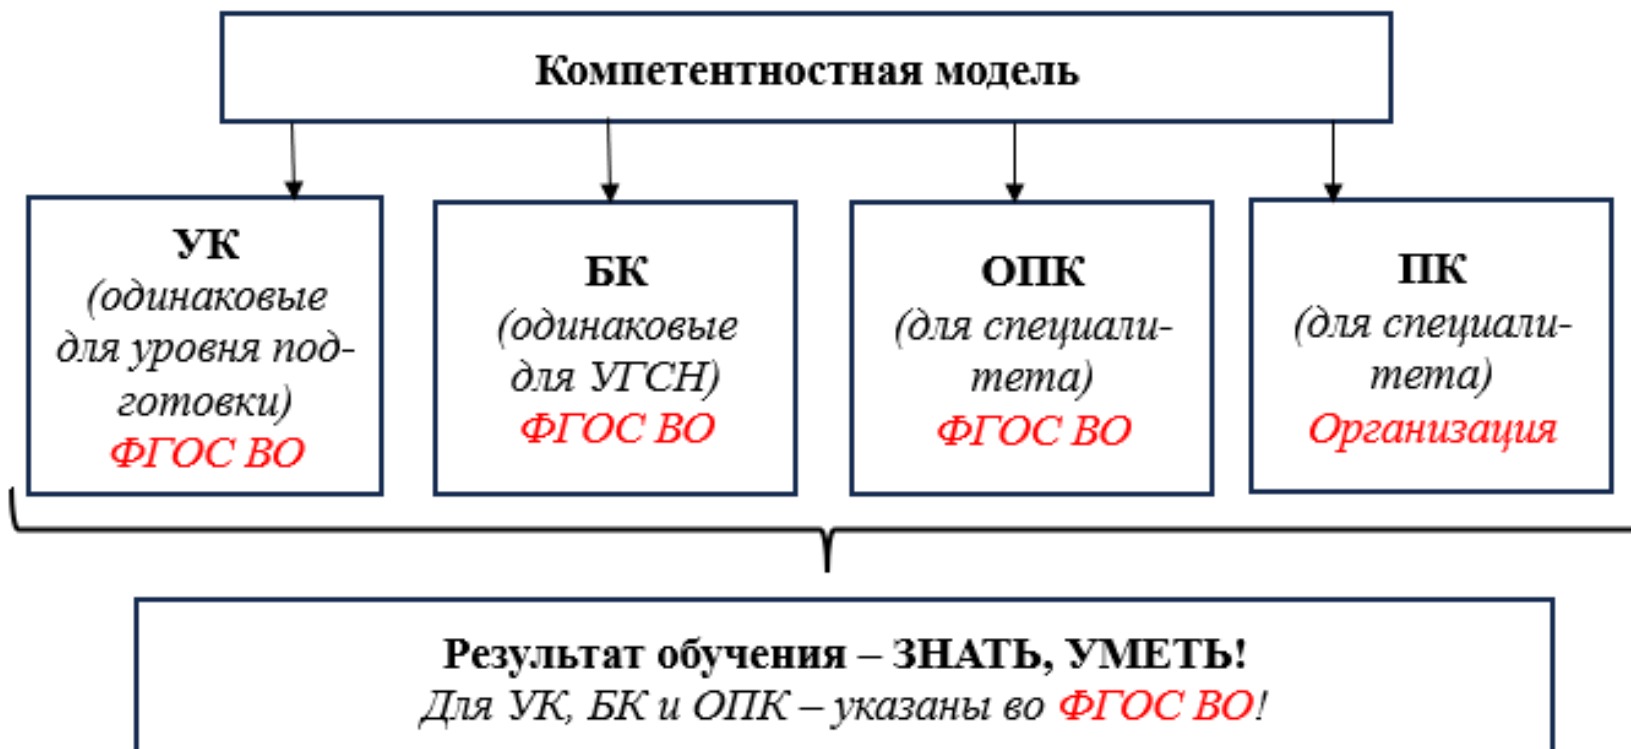 Компетентностная модель
УК
(одинаковые
для уровня под-
готовки)
ФГОС ВО
БК
(одинаковые
для УГСН)
ФГОС ВО
ОПК
(для специали-
тета)
ФГОС ВО
ПК
(для специали-
тета)
Организация
Результат обучения – ЗНАТЬ, УМЕТЬ!
Для УК, БК и ОПК – указаны во ФГОС ВО!